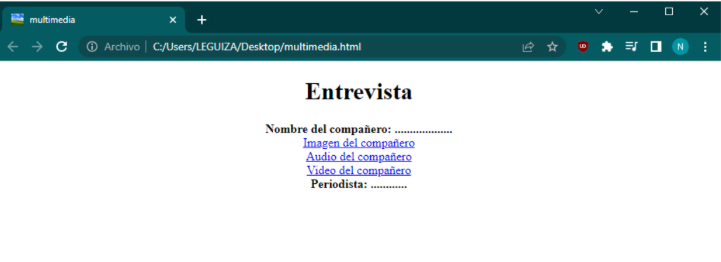 multimedia
Archivo C:/Users/LEGUIZA/Desktop/multimedia.html
N
Entrevista
Nombre del compañero: ...................
Imagen del compañero
Audio del compañero
Video del compañero
Periodista: ............